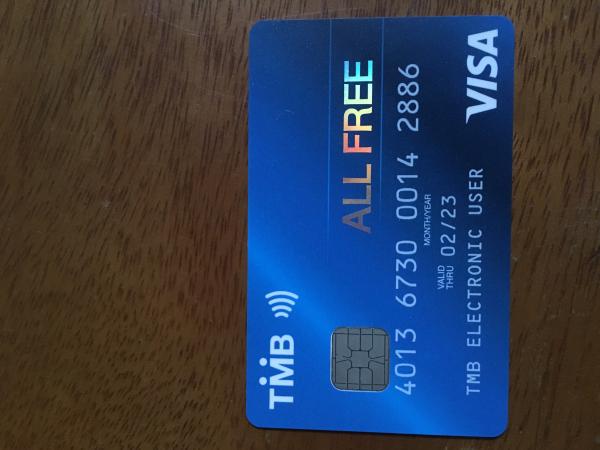 TMB
ALL FREE
4013 6730 0014 2886
MONTH/YEAR
VALID
THRU 02/23
TMB ELECTRONIC USER
VISA